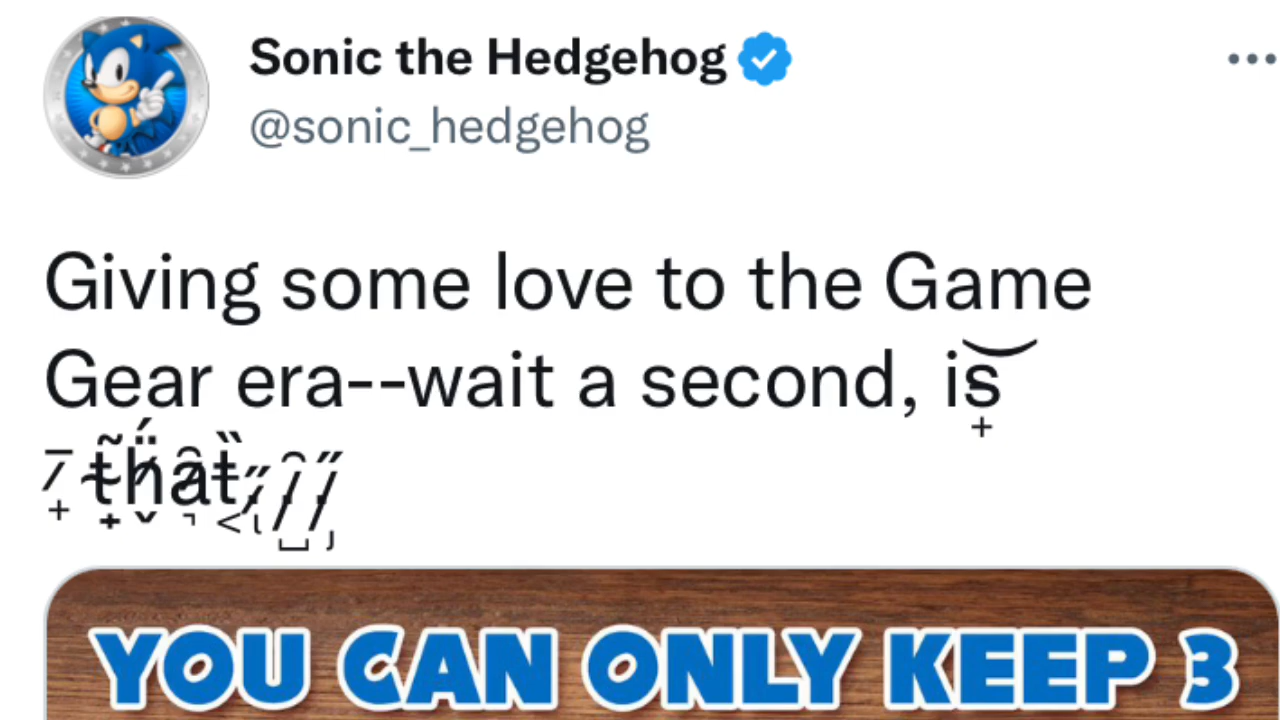 Sonic the Hedgehog
@sonic_hedgehog
Giving some love to the Game
Gear era--wait a second, is̟͝
̸̟̅ ̴t̟̃ḧ̬́a̚t͔̏
YOU CAN ONLY KEEP 3